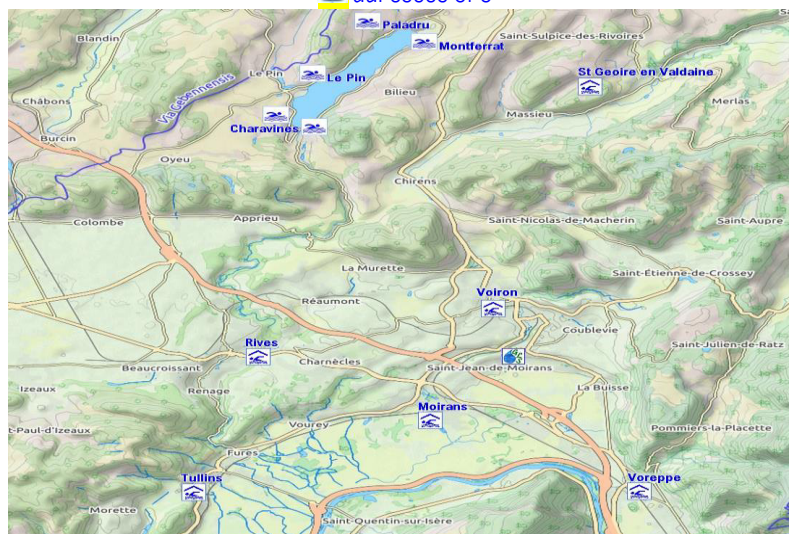 Paladru
Blandin
Saint-Sulpice-des-Rivoires
Montferrat
Le Pin
Le Pin
St Geoire en Valdaine
Bilieu
Via Gebennensis
Châbons
Merlas
Massieu
Charavines
Burcin
Oyeu
Chirens
Colombe
Apprieu
Saint-Nicolas-de-Macherin
Saint-Aupre
La Murette
Saint-Étienne-de-Crossey
Voiron
Réaumont
Coublevie
Rives
Saint-Julien-de-Ratz
Charnècles
Beaucroissant
Saint-Jean-de-Moirans
Izeaux
Renage
La Buisse
Moirans
Vourey
t-Paul-d'Izeaux
Pommiers-la-Placette
Fures
Tullins
Voreppe
Morette
Saint-Quentin-sur-Isère